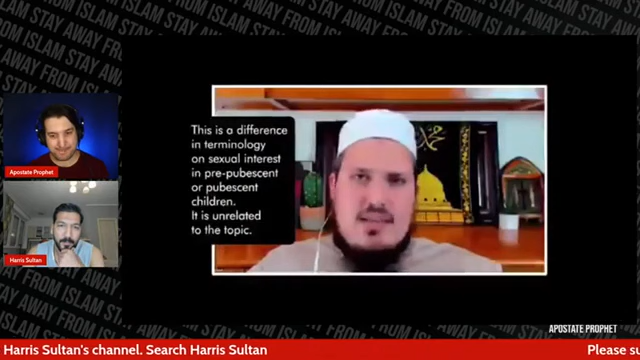 STAY AWAY FROM ISLAM STAY AWAY FROM ISLAM
This is a difference
in terminology
on sexual interest
in pre-pubescent
or pubescent
children.
It is unrelated
to the topic.
Apostate Prophet
Harris Sultan
APOSTATE PROPHET
Harris Sultan's channel. Search Harris Sultan
Please su